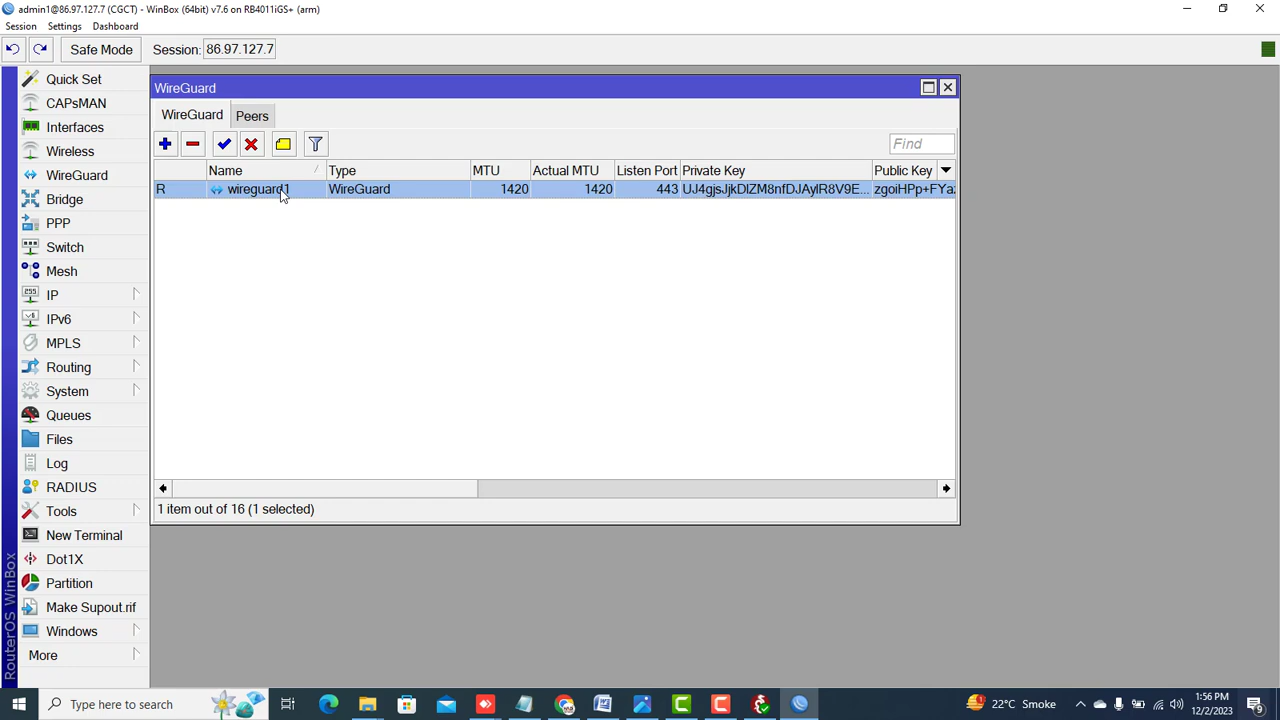 admin1@86.97.127.7 (CGCT) - WinBox (64bit) v7.6 on RB4011iGS+ (arm)
Session Settings Dashboard
Safe Mode Session: 86.97.127.7
Quick Set
CAPsMAN
Interfaces
Wireless
WireGuard
Bridge
PPP
Switch
Mesh
IP
IPv6
MPLS
Routing
System
Queues
Files
Log
RADIUS
Tools
New Terminal
Dot1X
Partition
Make Supout.rif
Windows
More
RouterOS WinBox
WireGuard
WireGuard Peers
Find
Name Type MTU Actual MTU Listen Port Private Key Public Key
R wireguard1 WireGuard 1420 1420 443 UJ4gjsJjkDlZM8nfDJAylR8V9E... zgoiHPp+FYa
1 item out of 16 (1 selected)
Type here to search
22°C Smoke
1:56 PM
12/2/2023